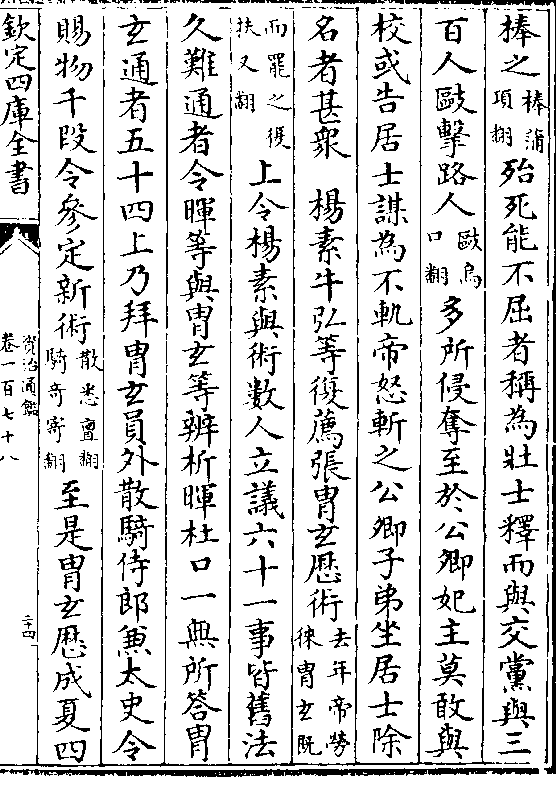 棒之棒蒲項翻殆死能不屈者稱為壯士釋而與交黨與三
百人毆擊路人毆烏口翻多所侵奪至於公卿妃主莫敢與
校或告居士謀為不軌帝怒斬之公卿子弟坐居士除
名者甚衆　楊素牛弘等復薦張胄玄厯術去年帝勞徠胄玄既
而罷之復扶又翻上令楊素與術數人立議六十一事皆舊法
久難通者令暉等與胄玄等辨析暉杜口一無所答胄
玄通者五十四上乃拜胄玄員外散騎侍郎兼太史令
賜物千段令參定新術散悉亶翻騎奇寄翻至是胄玄厯成夏四
欽定四庫全書
資治通鑑
卷一百七十八
二十四